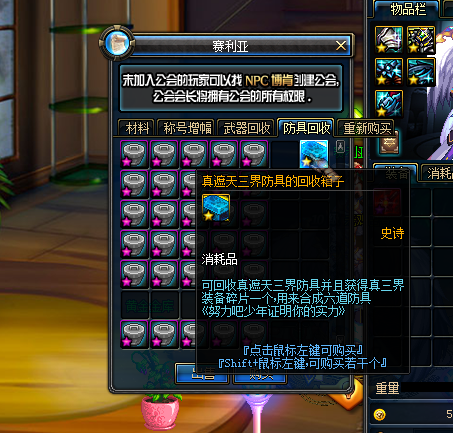 物品栏
赛利亚
未加入公会的玩家可以找 NPC 博肯创建公会,
公会会长将拥有公会的所有权限.
材料 称号增幅 武器回收 防具回收 重新购买
真遮天三界防具的回收箱子
装备 消耗
史诗
消耗品
可回收真遮天三界防具并且获得真三界
装备碎片一个,用来合成六道防具
《努力吧少年证明你的实力》
『点击鼠标左键可购买』
『Shift+鼠标左键,可购买若干个』
重量
5